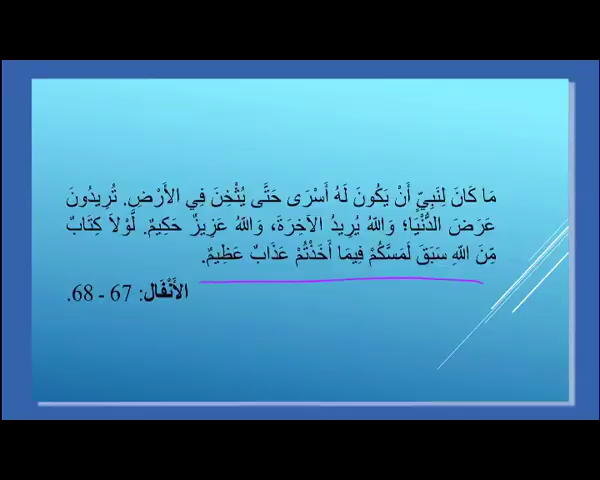 مَا كَانَ لِنَبِيٍّ أَنْ يَكُونَ لَهُ أَسْرَى حَتَّى يُثْخِنَ فِي الأَرْضِ. تُرِيدُونَ
عَرَضَ الدُّنْيَا؛ وَاللهُ يُرِيدُ الآخِرَةَ، وَاللهُ عَزِيزٌ حَكِيمٌ. لَّوْلاَ كِتَابٌ
مِّنَ اللهِ سَبَقَ لَمَسَّكُمْ فِيمَا أَخَذْتُمْ عَذَابٌ عَظِيمٌ.
الأَنْفَال: 67 - 68.